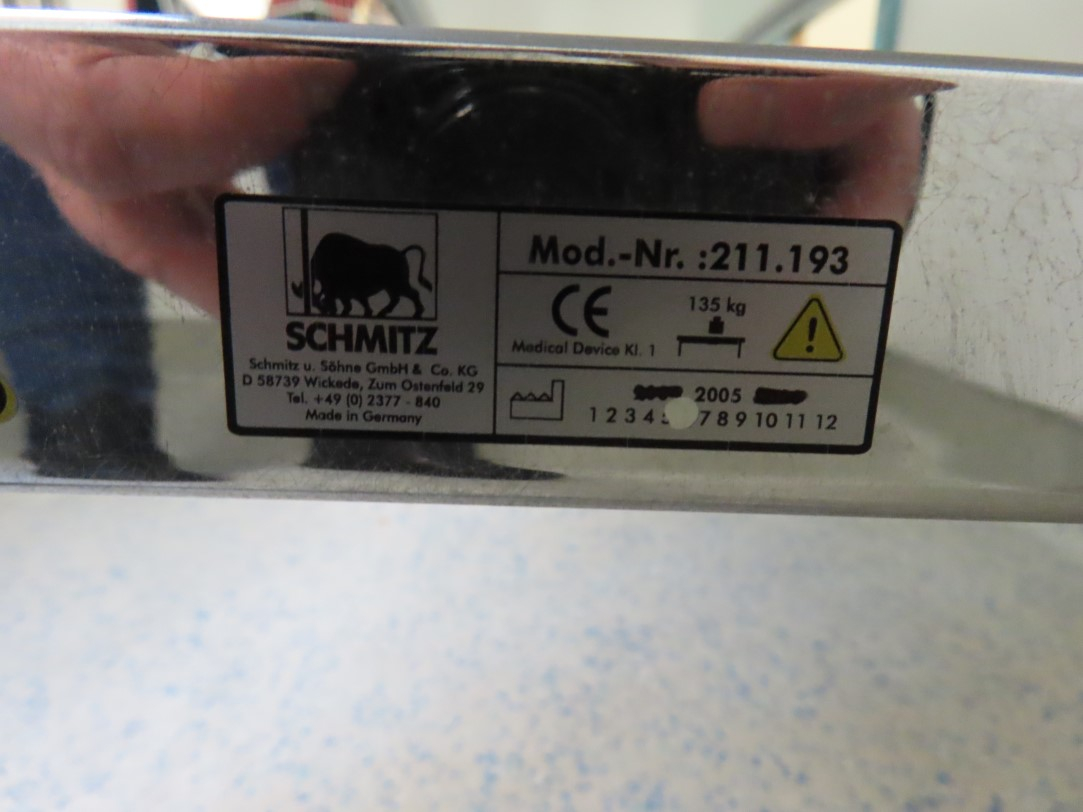 SCHMITZ
Schmitz u. Söhne GmbH & Co. KG
D 58739 Wickede, Zum Ostenfeld 29
Tel. +49 (0) 2377 - 840
Made in Germany
Mod.-Nr. :211.193
CE 135 kg
Medical Device Kl. 1
2005
1 2 3 4 7 8 9 10 11 12